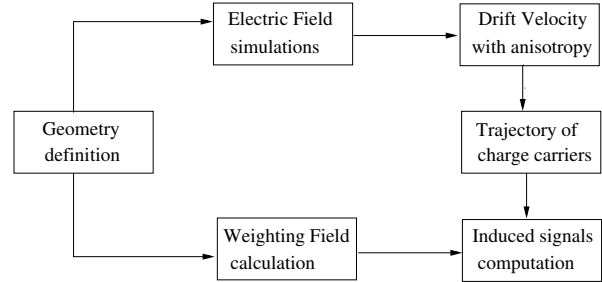 Electric Field
simulations
Drift Velocity
with anisotropy
Geometry
definition
Trajectory of
charge carriers
Weighting Field
calculation
Induced signals
computation